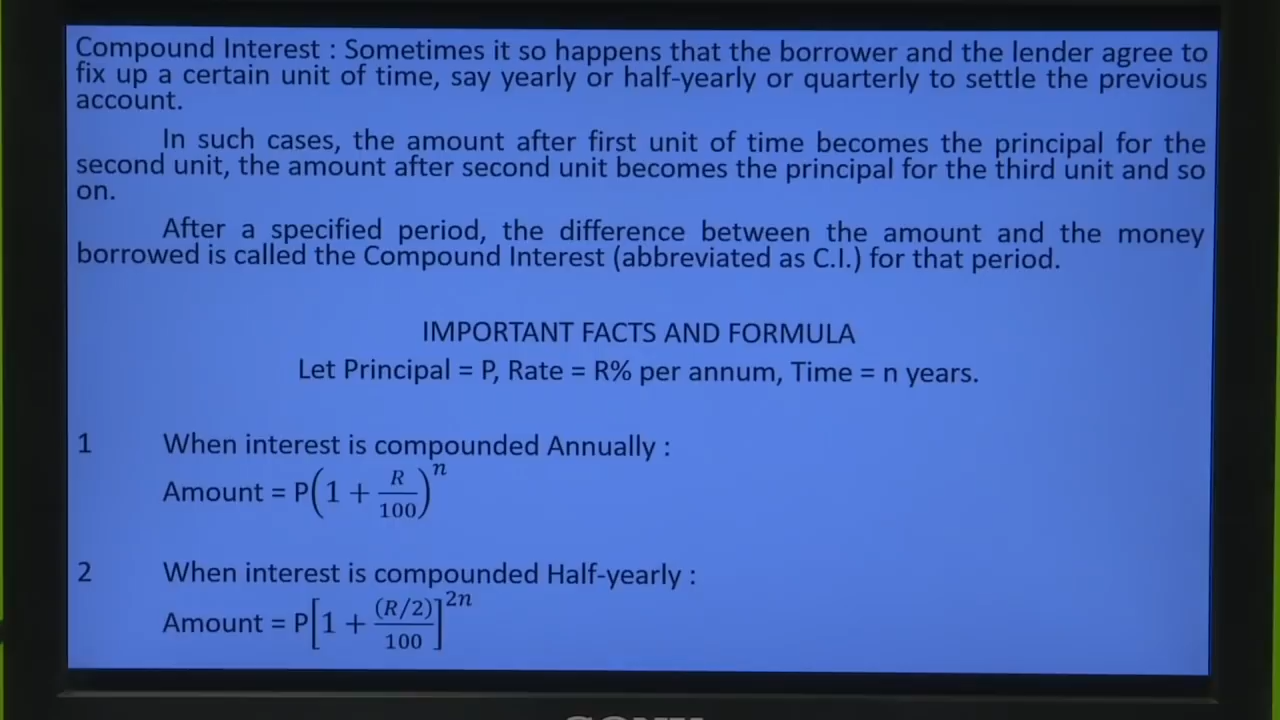 Compound Interest : Sometimes it so happens that the borrower and the lender agree to
fix up a certain unit of time, say yearly or half-yearly or quarterly to settle the previous
account.
In such cases, the amount after first unit of time becomes the principal for the
second unit, the amount after second unit becomes the principal for the third unit and so
on.
After a specified period, the difference between the amount and the money
borrowed is called the Compound Interest (abbreviated as C.I.) for that period.
IMPORTANT FACTS AND FORMULA
Let Principal = P, Rate = R% per annum, Time = n years.
1 When interest is compounded Annually :
Amount = P(1 + R/100)^n
2 When interest is compounded Half-yearly :
Amount = P[1 + (R/2)/100]^2n